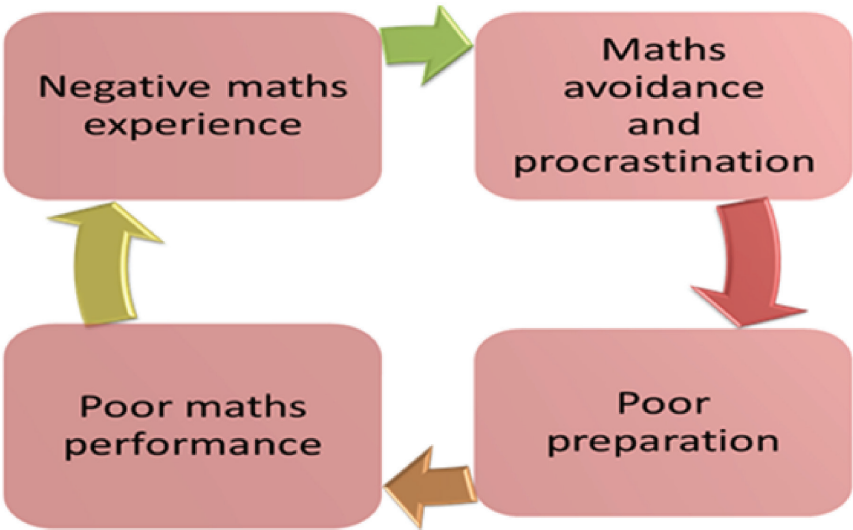 Negative maths
experience
Maths
avoidance
and
procrastination
Poor maths
performance
Poor
preparation